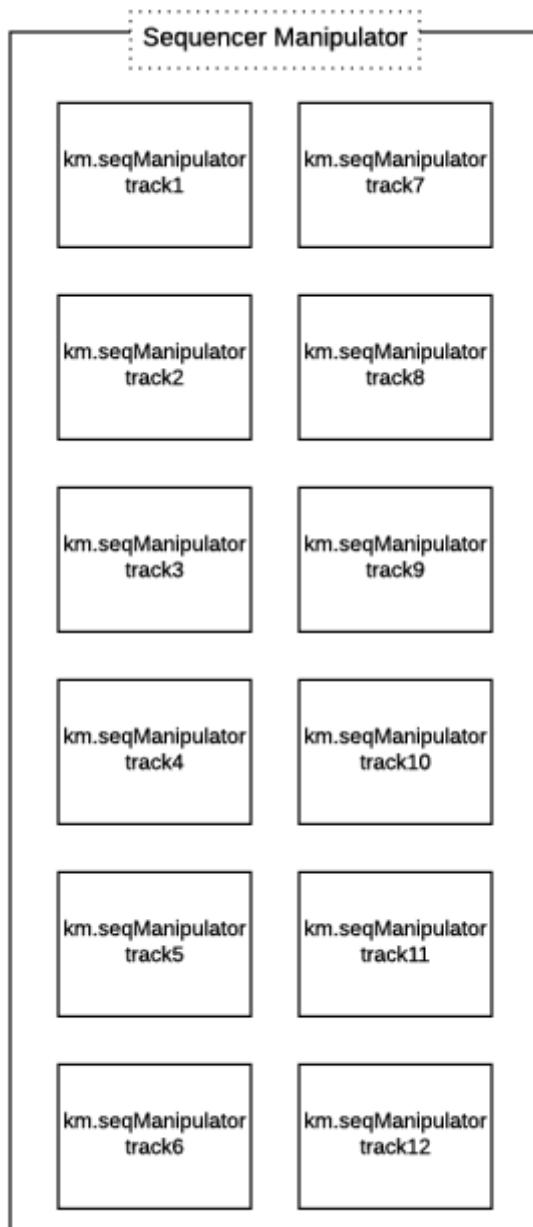 Sequencer Manipulator
km.seqManipulator
track1
km.seqManipulator
track7
km.seqManipulator
track2
km.seqManipulator
track8
km.seqManipulator
track3
km.seqManipulator
track9
km.seqManipulator
track4
km.seqManipulator
track10
km.seqManipulator
track5
km.seqManipulator
track11
km.seqManipulator
track6
km.seqManipulator
track12